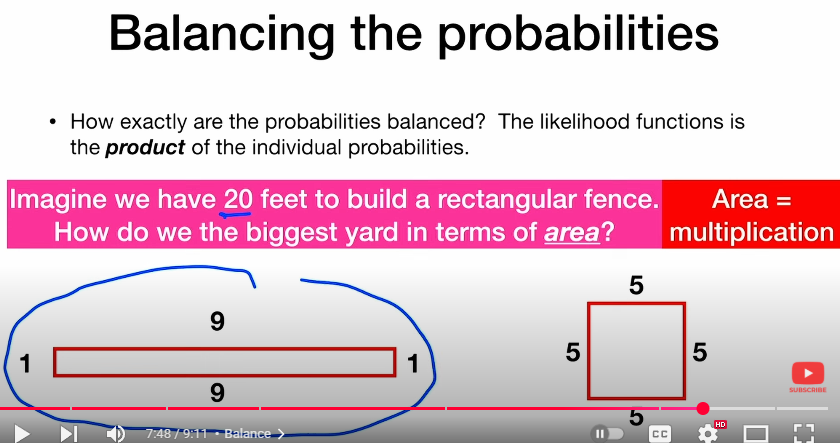 Balancing the probabilities
• How exactly are the probabilities balanced? The likelihood functions is
the product of the individual probabilities.
Imagine we have 20 feet to build a rectangular fence.
How do we the biggest yard in terms of area?
Area =
multiplication
9
1
1
9
5
5
5
5
SUBSCRIBE
7:48 / 9:11 • Balance >
CC
HD